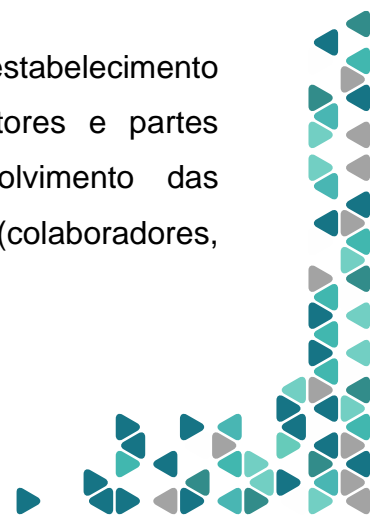 estabelecimento
tores e partes
olvimento das
(colaboradores,